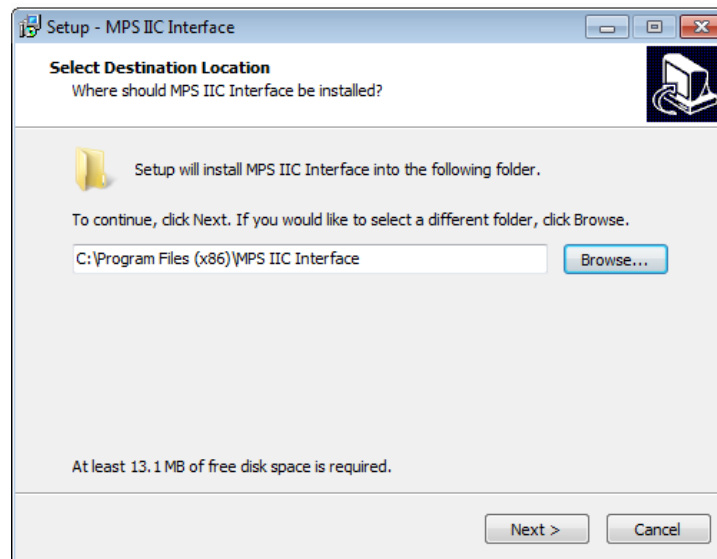 Setup - MPS IIC Interface
Select Destination Location
Where should MPS IIC Interface be installed?
Setup will install MPS IIC Interface into the following folder.
To continue, click Next. If you would like to select a different folder, click Browse.
C:\Program Files (x86)\MPS IIC Interface
Browse...
At least 13.1 MB of free disk space is required.
Next >
Cancel